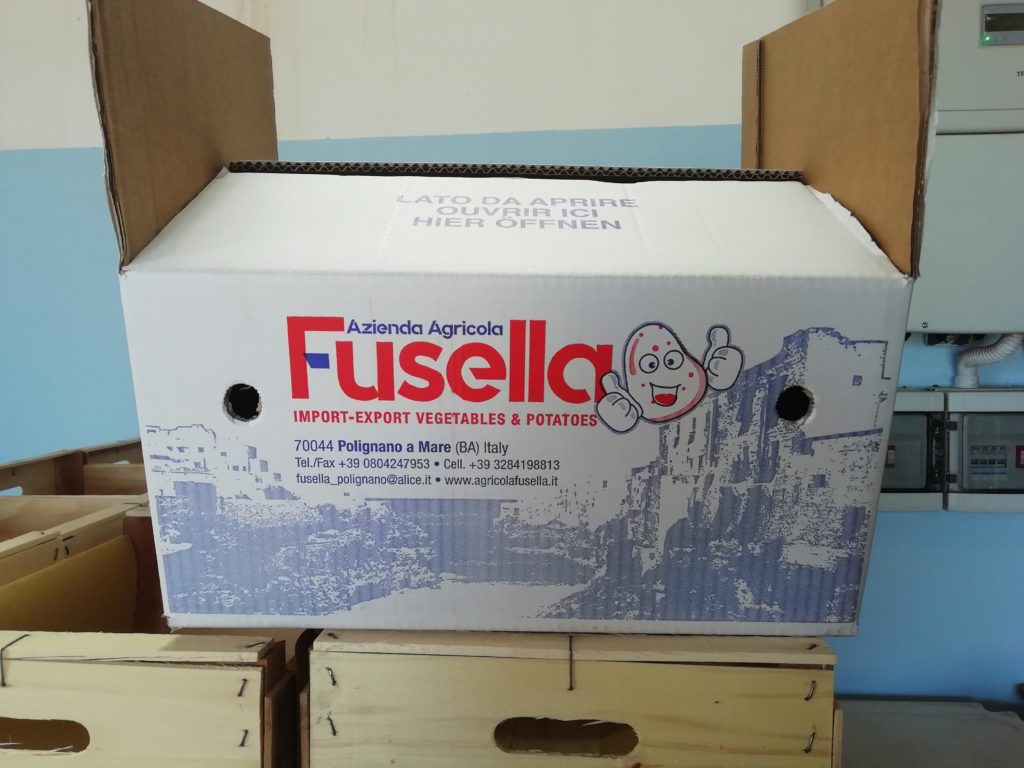 LATO DA APRIRE
OUVRIR ICI
HIER ÖFFNEN
Azienda Agricola
Fusella
IMPORT-EXPORT VEGETABLES & POTATOES
70044 Polignano a Mare (BA) Italy
Tel./Fax +39 0804247953 • Cell. +39 3284198813
fusella_polignano@alice.it • www.agricolafusella.it